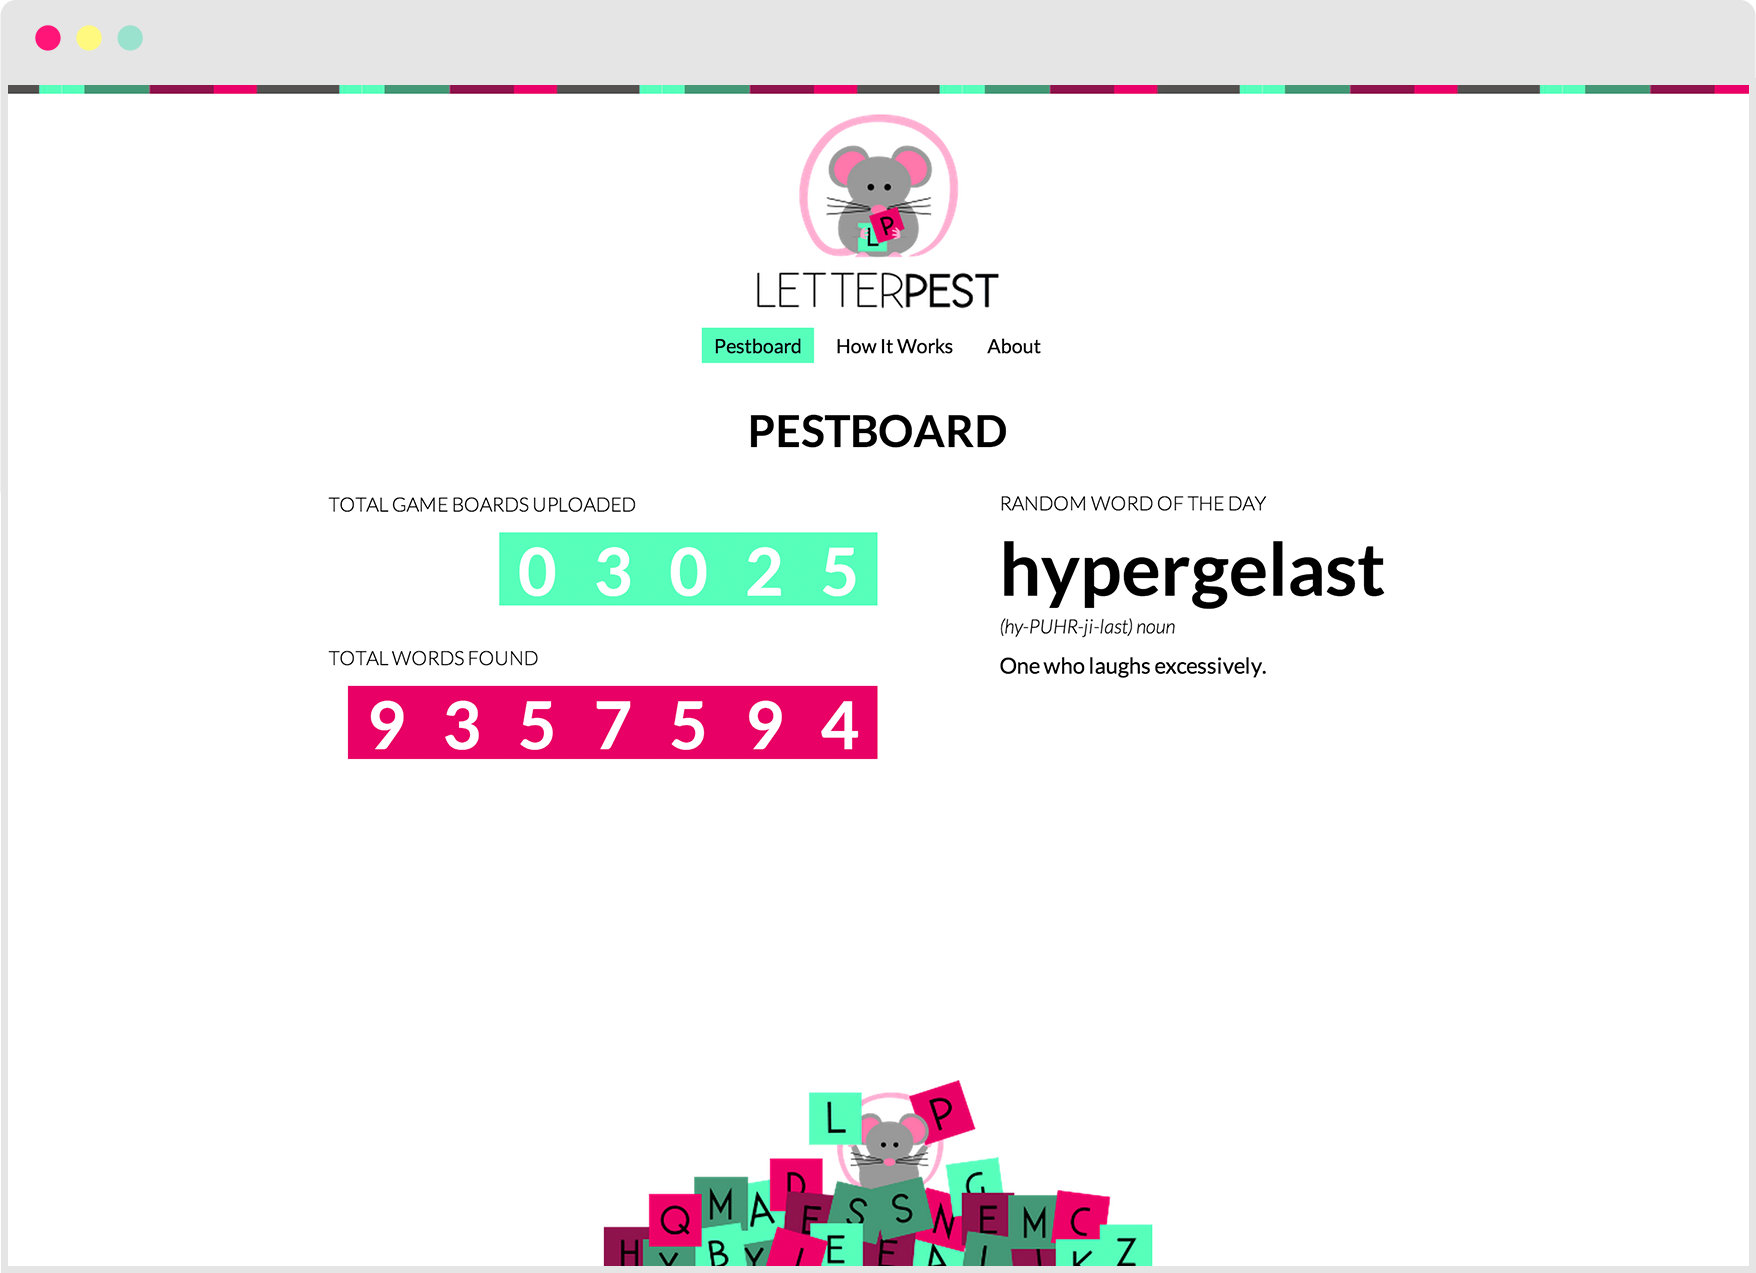 P
L
LETTERPEST
Pestboard How It Works About
PESTBOARD
TOTAL GAME BOARDS UPLOADED
0 3 0 2 5
TOTAL WORDS FOUND
9 3 5 7 5 9 4
RANDOM WORD OF THE DAY
hypergelast
(hy-PUHR-ji-last) noun
One who laughs excessively.
L P
D G
Q M A E S S N E M C
H Y B Y E E A K Z